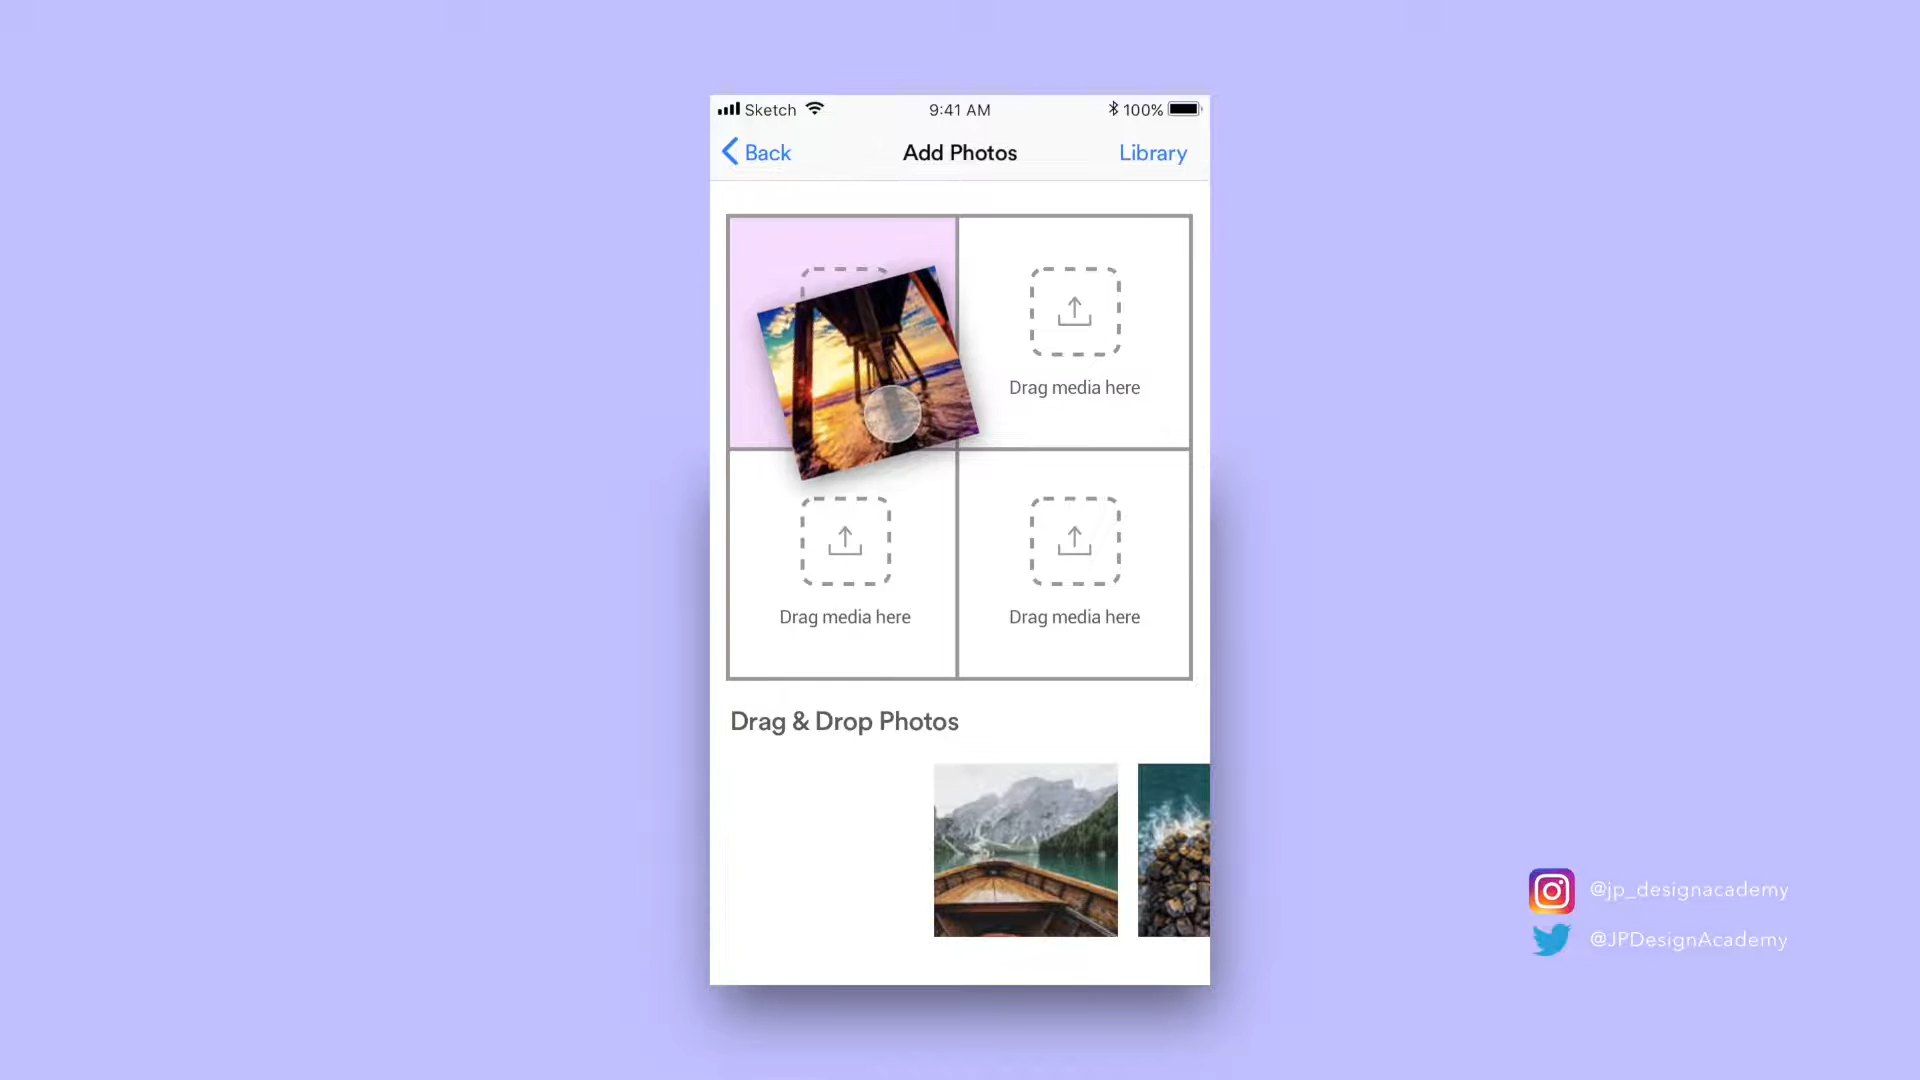 Sketch 9:41 AM 100%
Back Add Photos Library
Drag media here
Drag media here Drag media here
Drag & Drop Photos
@jp_designacademy
@JPDesignAcademy